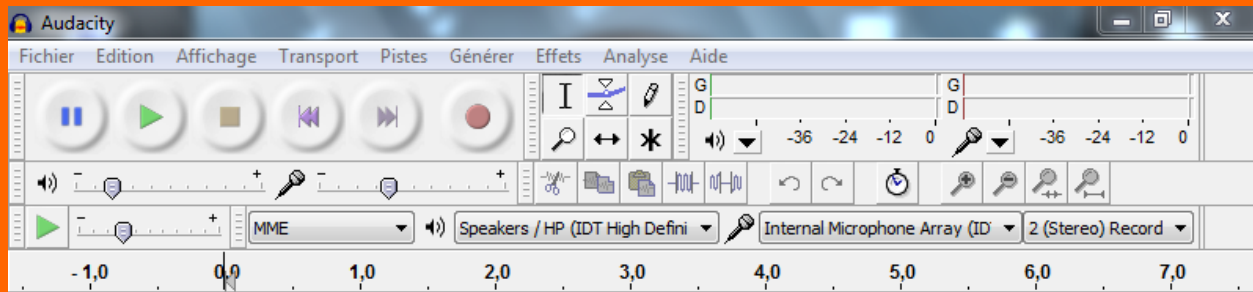 Audacity
Fichier Edition Affichage Transport Pistes Générer Effets Analyse Aide
G G
D D
-36 -24 -12 0 -36 -24 -12 0
MME Speakers / HP (IDT High Defini Internal Microphone Array (ID 2 (Stereo) Record
- 1,0 0,0 1,0 2,0 3,0 4,0 5,0 6,0 7,0